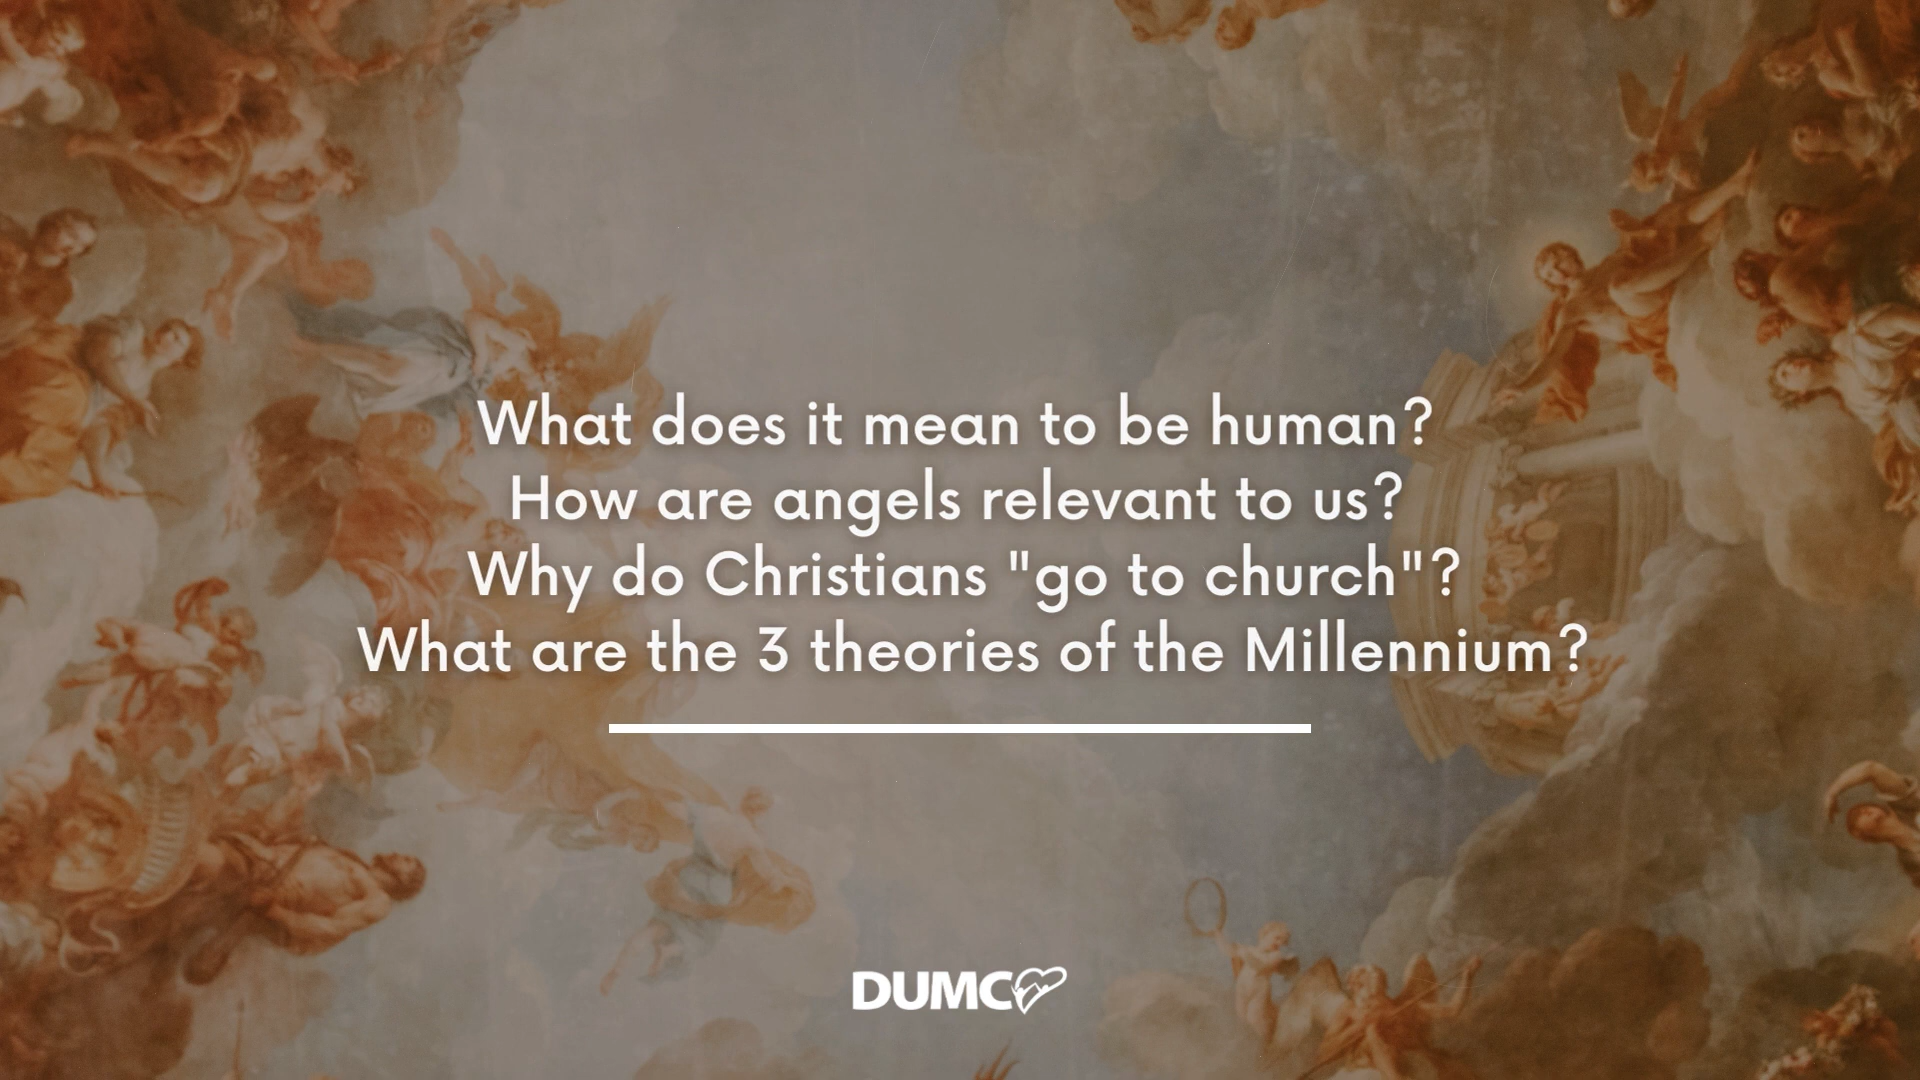 What does it mean to be human?
How are angels relevant to us?
Why do Christians "go to church"?
What are the 3 theories of the Millennium?
DUMC